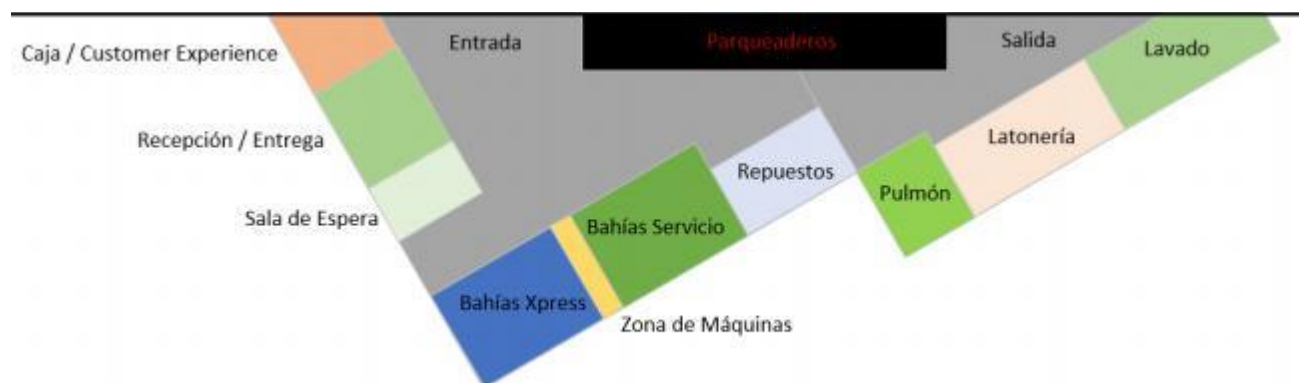 Caja / Customer Experience
Entrada
Parqueaderos
Salida
Lavado
Recepción / Entrega
Latonería
Sala de Espera
Repuestos
Pulmón
Bahías Servicio
Bahías Xpress
Zona de Máquinas